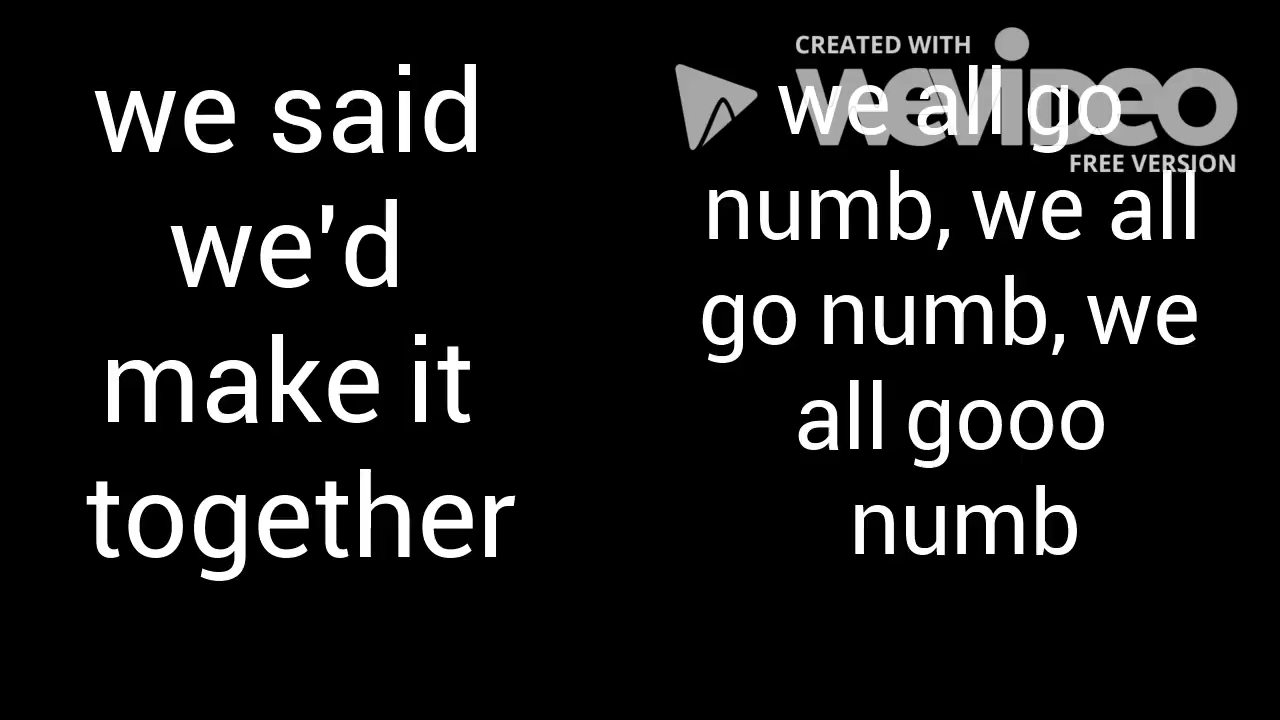 we said
we'd
make it
together
CREATED WITH
WeVideo
FREE VERSION
we all go
numb, we all
go numb, we
all gooo
numb